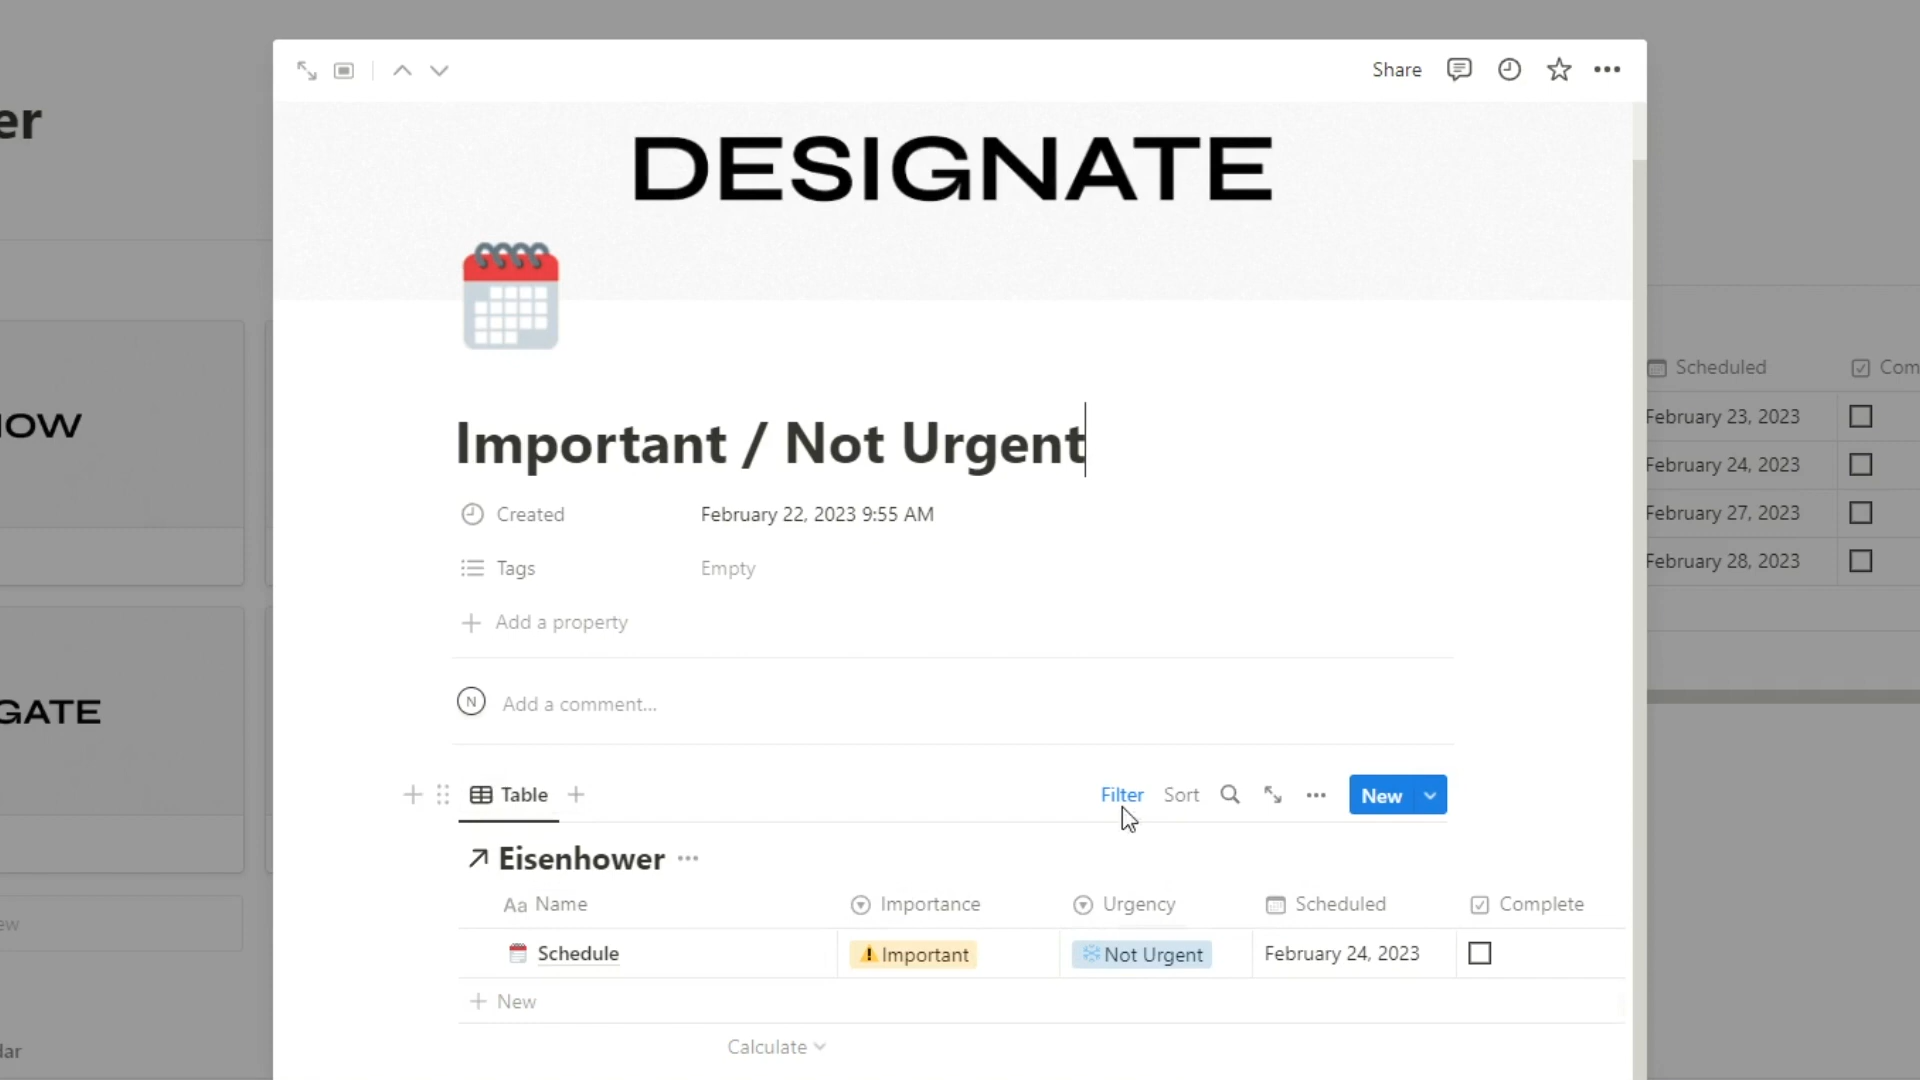 er
Share
DESIGNATE
Important / Not Urgent
Created February 22, 2023 9:55 AM
Tags Empty
Add a property
N Add a comment...
Table Filter Sort New
Eisenhower
Aa Name Importance Urgency Scheduled Complete
Schedule Important Not Urgent February 24, 2023
New
Calculate
OW
GATE
ew
dar
Scheduled Com
February 23, 2023
February 24, 2023
February 27, 2023
February 28, 2023